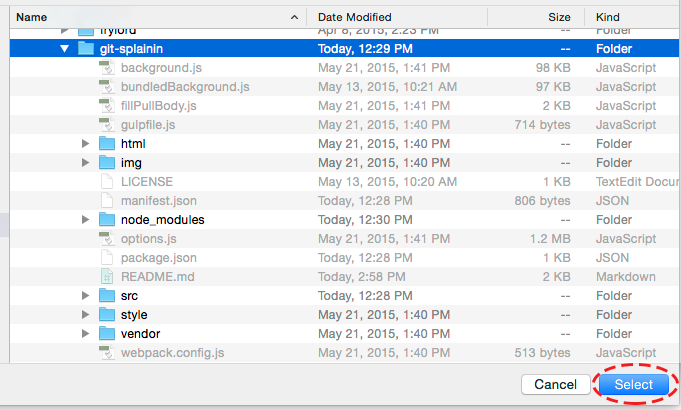 Name Date Modified Size Kind
frylord Apr 8, 2015, 2:23 PM -- Folder
git-splainin Today, 12:29 PM -- Folder
background.js May 21, 2015, 1:41 PM 98 KB JavaScript
bundledBackground.js May 13, 2015, 10:21 AM 97 KB JavaScript
fillPullBody.js May 21, 2015, 1:41 PM 2 KB JavaScript
gulpfile.js May 21, 2015, 1:40 PM 714 bytes JavaScript
html May 21, 2015, 1:40 PM -- Folder
img May 21, 2015, 1:40 PM -- Folder
LICENSE May 13, 2015, 10:20 AM 1 KB TextEdit Docu
manifest.json Today, 12:28 PM 806 bytes JSON
node_modules Today, 12:30 PM -- Folder
options.js May 21, 2015, 1:41 PM 1.2 MB JavaScript
package.json Today, 12:28 PM 1 KB JSON
README.md Today, 2:58 PM 2 KB Markdown
src Today, 12:28 PM -- Folder
style May 21, 2015, 1:40 PM -- Folder
vendor May 21, 2015, 1:40 PM -- Folder
webpack.config.js May 21, 2015, 1:40 PM 513 bytes JavaScript
Cancel Select